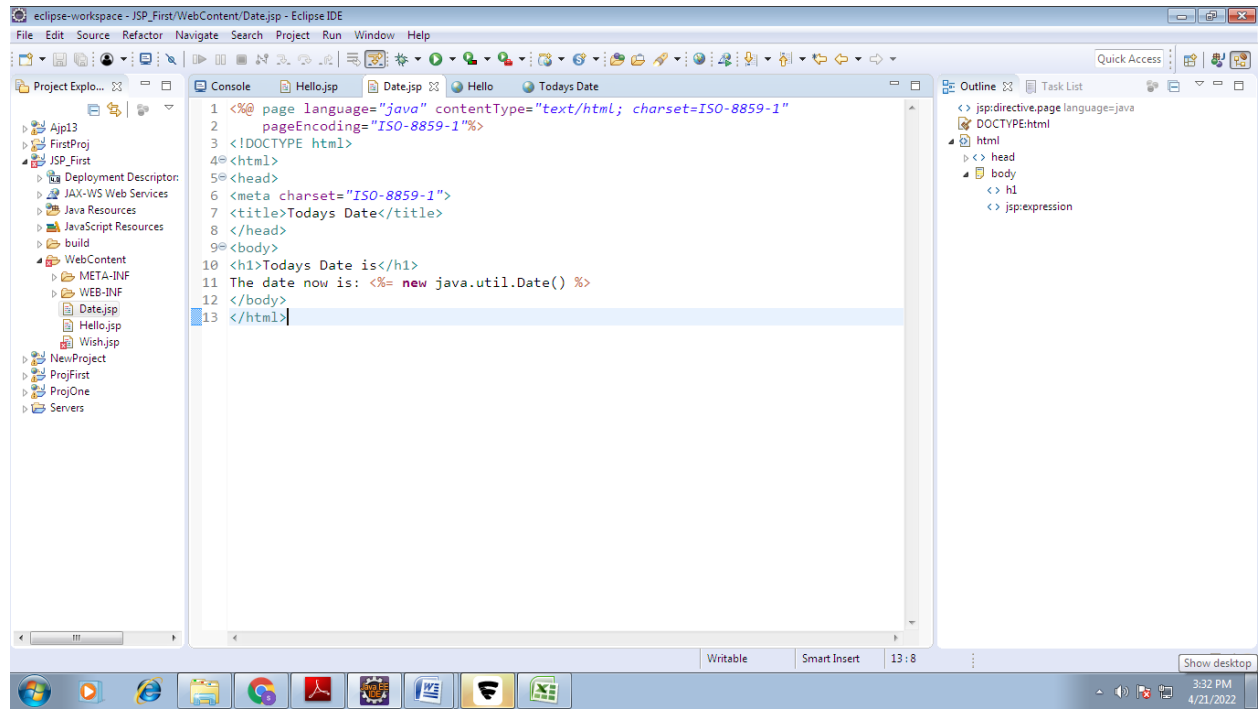 eclipse-workspace - JSP_First/WebContent/Date.jsp - Eclipse IDE
File Edit Source Refactor Navigate Search Project Run Window Help
Quick Access
Project Explo...
Ajp13
FirstProj
JSP_First
Deployment Descriptor:
JAX-WS Web Services
Java Resources
JavaScript Resources
build
WebContent
META-INF
WEB-INF
Date.jsp
Hello.jsp
Wish.jsp
NewProject
ProjFirst
ProjOne
Servers
Console Hello.jsp Date.jsp Hello Todays Date
1 <%@ page language="java" contentType="text/html; charset=ISO-8859-1"
2 pageEncoding="ISO-8859-1"%>
3 <!DOCTYPE html>
4 <html>
5 <head>
6 <meta charset="ISO-8859-1">
7 <title>Todays Date</title>
8 </head>
9 <body>
10 <h1>Todays Date is</h1>
11 The date now is: <%= new java.util.Date() %>
12 </body>
13 </html>
Outline Task List
jsp:directive.page language=java
DOCTYPE:html
html
head
body
h1
jsp:expression
Writable Smart Insert 13 : 8
Show desktop
Java EE
IDE
3:32 PM
4/21/2022